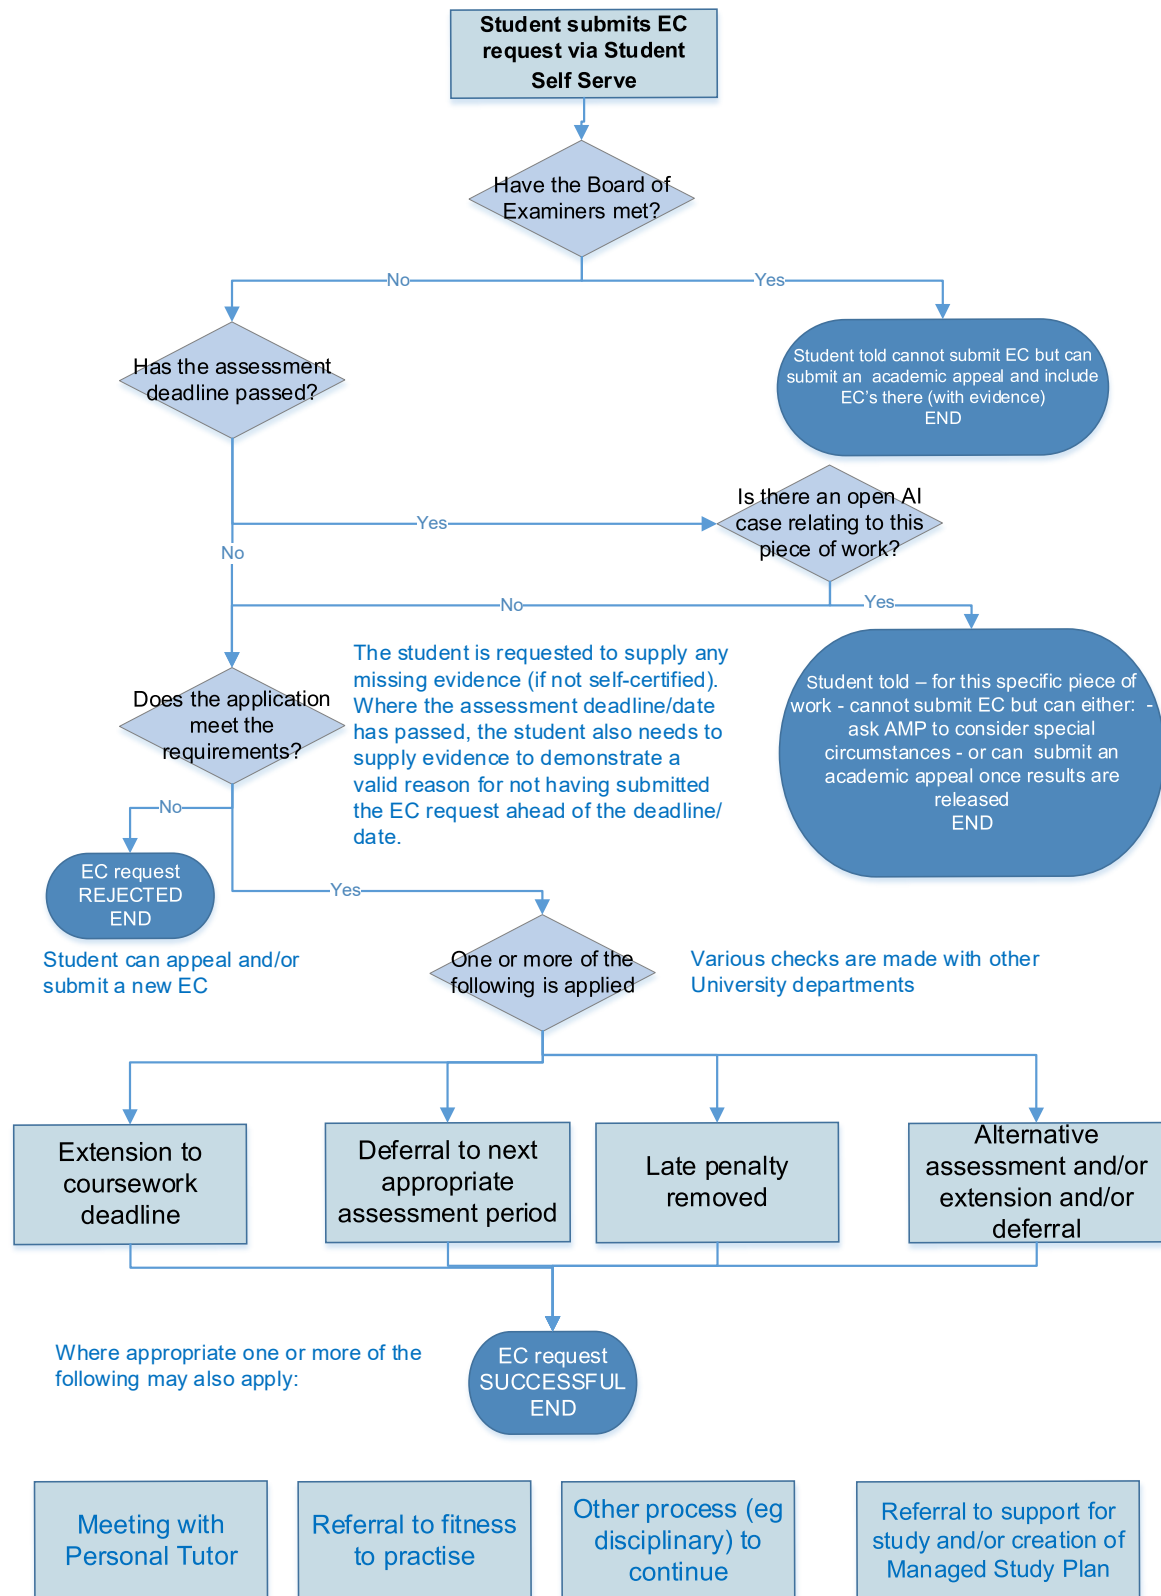 Student submits EC
request via Student
Self Serve
Have the Board of
Examiners met?
No
Yes
Has the assessment
deadline passed?
Student told cannot submit EC but can
submit an  academic appeal and include
EC’s there (with evidence)
END
Is there an open AI
case relating to this
piece of work?
Yes
No
No
Yes
The student is requested to supply any
missing evidence (if not self-certified).
Where the assessment deadline/date
has passed, the student also needs to
supply evidence to demonstrate a
valid reason for not having submitted
the EC request ahead of the deadline/
date.
Does the application
meet the
requirements?
Student told – for this specific piece of
work - cannot submit EC but can either:  -
ask AMP to consider special
circumstances - or can  submit an
academic appeal once results are
released
END
No
EC request
REJECTED
END
Yes
Student can appeal and/or
submit a new EC
One or more of the
following is applied
Various checks are made with other
University departments
Extension to
coursework
deadline
Deferral to next
appropriate
assessment period
Late penalty
removed
Alternative
assessment and/or
extension and/or
deferral
Where appropriate one or more of the
following may also apply:
EC request
SUCCESSFUL
END
Meeting with
Personal Tutor
Referral to fitness
to practise
Other process (eg
disciplinary) to
continue
Referral to support for
study and/or creation of
Managed Study Plan